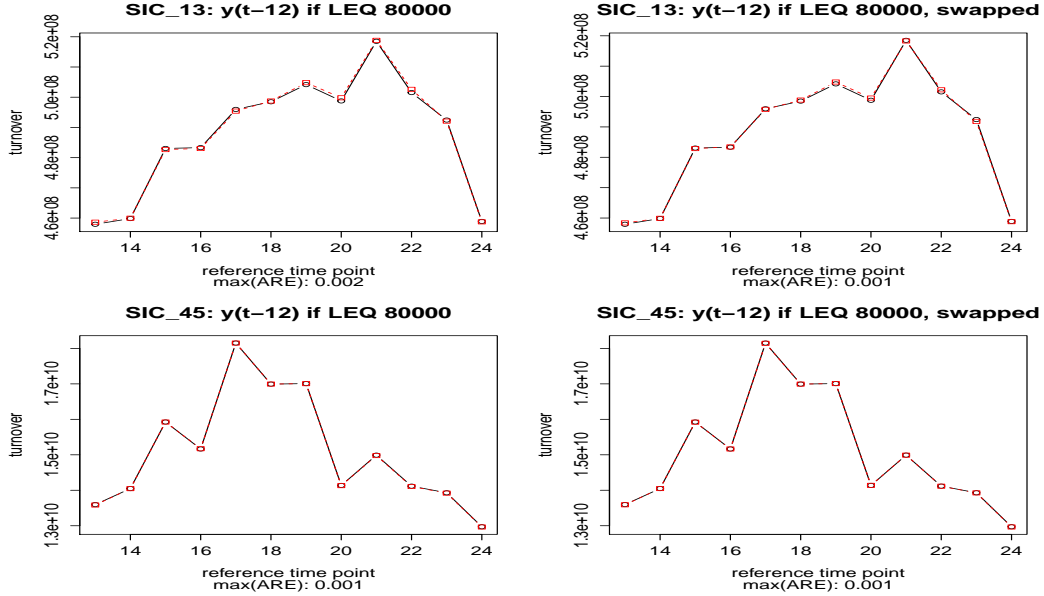 SIC_13: y(t−12) if LEQ 80000
turnover
5.2e+08
5.0e+08
4.8e+08
4.6e+08
14 16 18 20 22 24
reference time point
max(ARE): 0.002
SIC_13: y(t−12) if LEQ 80000, swapped
turnover
5.2e+08
5.0e+08
4.8e+08
4.6e+08
14 16 18 20 22 24
reference time point
max(ARE): 0.001
SIC_45: y(t−12) if LEQ 80000
turnover
1.7e+10
1.5e+10
1.3e+10
14 16 18 20 22 24
reference time point
max(ARE): 0.001
SIC_45: y(t−12) if LEQ 80000, swapped
turnover
1.7e+10
1.5e+10
1.3e+10
14 16 18 20 22 24
reference time point
max(ARE): 0.001